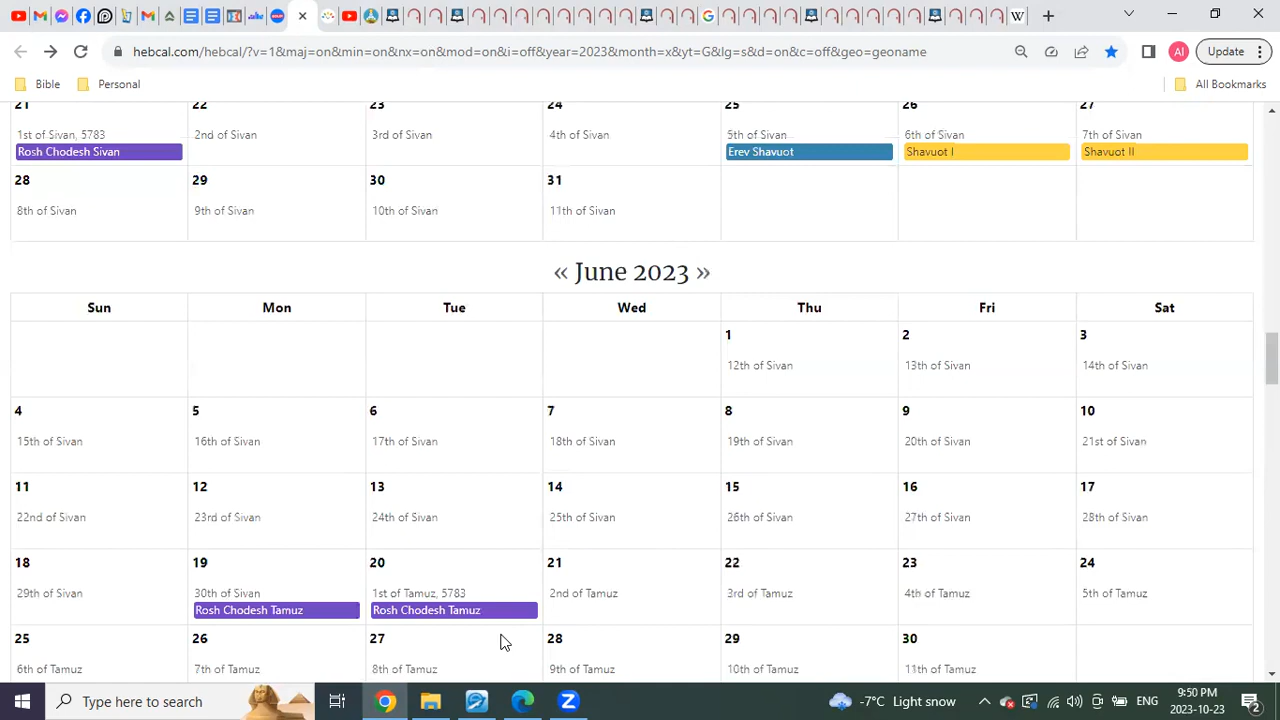 hebcal.com/hebcal/?v=1&maj=on&min=on&nx=on&mod=on&i=off&year=2023&month=x&yt=G&lg=s&d=on&c=off&geo=geoname
AI
Update
Bible
Personal
All Bookmarks
21 22 23 24 25 26 27
1st of Sivan, 5783 2nd of Sivan 3rd of Sivan 4th of Sivan 5th of Sivan 6th of Sivan 7th of Sivan
Rosh Chodesh Sivan Erev Shavuot Shavuot I Shavuot II
28 29 30 31
8th of Sivan 9th of Sivan 10th of Sivan 11th of Sivan
« June 2023 »
Sun Mon Tue Wed Thu Fri Sat
1 2 3
12th of Sivan 13th of Sivan 14th of Sivan
4 5 6 7 8 9 10
15th of Sivan 16th of Sivan 17th of Sivan 18th of Sivan 19th of Sivan 20th of Sivan 21st of Sivan
11 12 13 14 15 16 17
22nd of Sivan 23rd of Sivan 24th of Sivan 25th of Sivan 26th of Sivan 27th of Sivan 28th of Sivan
18 19 20 21 22 23 24
29th of Sivan 30th of Sivan 1st of Tamuz, 5783 2nd of Tamuz 3rd of Tamuz 4th of Tamuz 5th of Tamuz
Rosh Chodesh Tamuz Rosh Chodesh Tamuz
25 26 27 28 29 30
6th of Tamuz 7th of Tamuz 8th of Tamuz 9th of Tamuz 10th of Tamuz 11th of Tamuz
Type here to search
-7°C Light snow
ENG
9:50 PM
2023-10-23
2